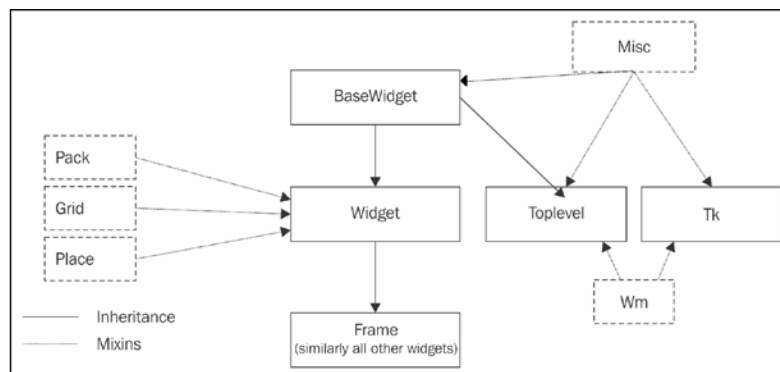 Misc
BaseWidget
Pack
Grid
Place
Widget
Toplevel
Tk
Wm
Inheritance
Mixins
Frame
(similarly all other widgets)